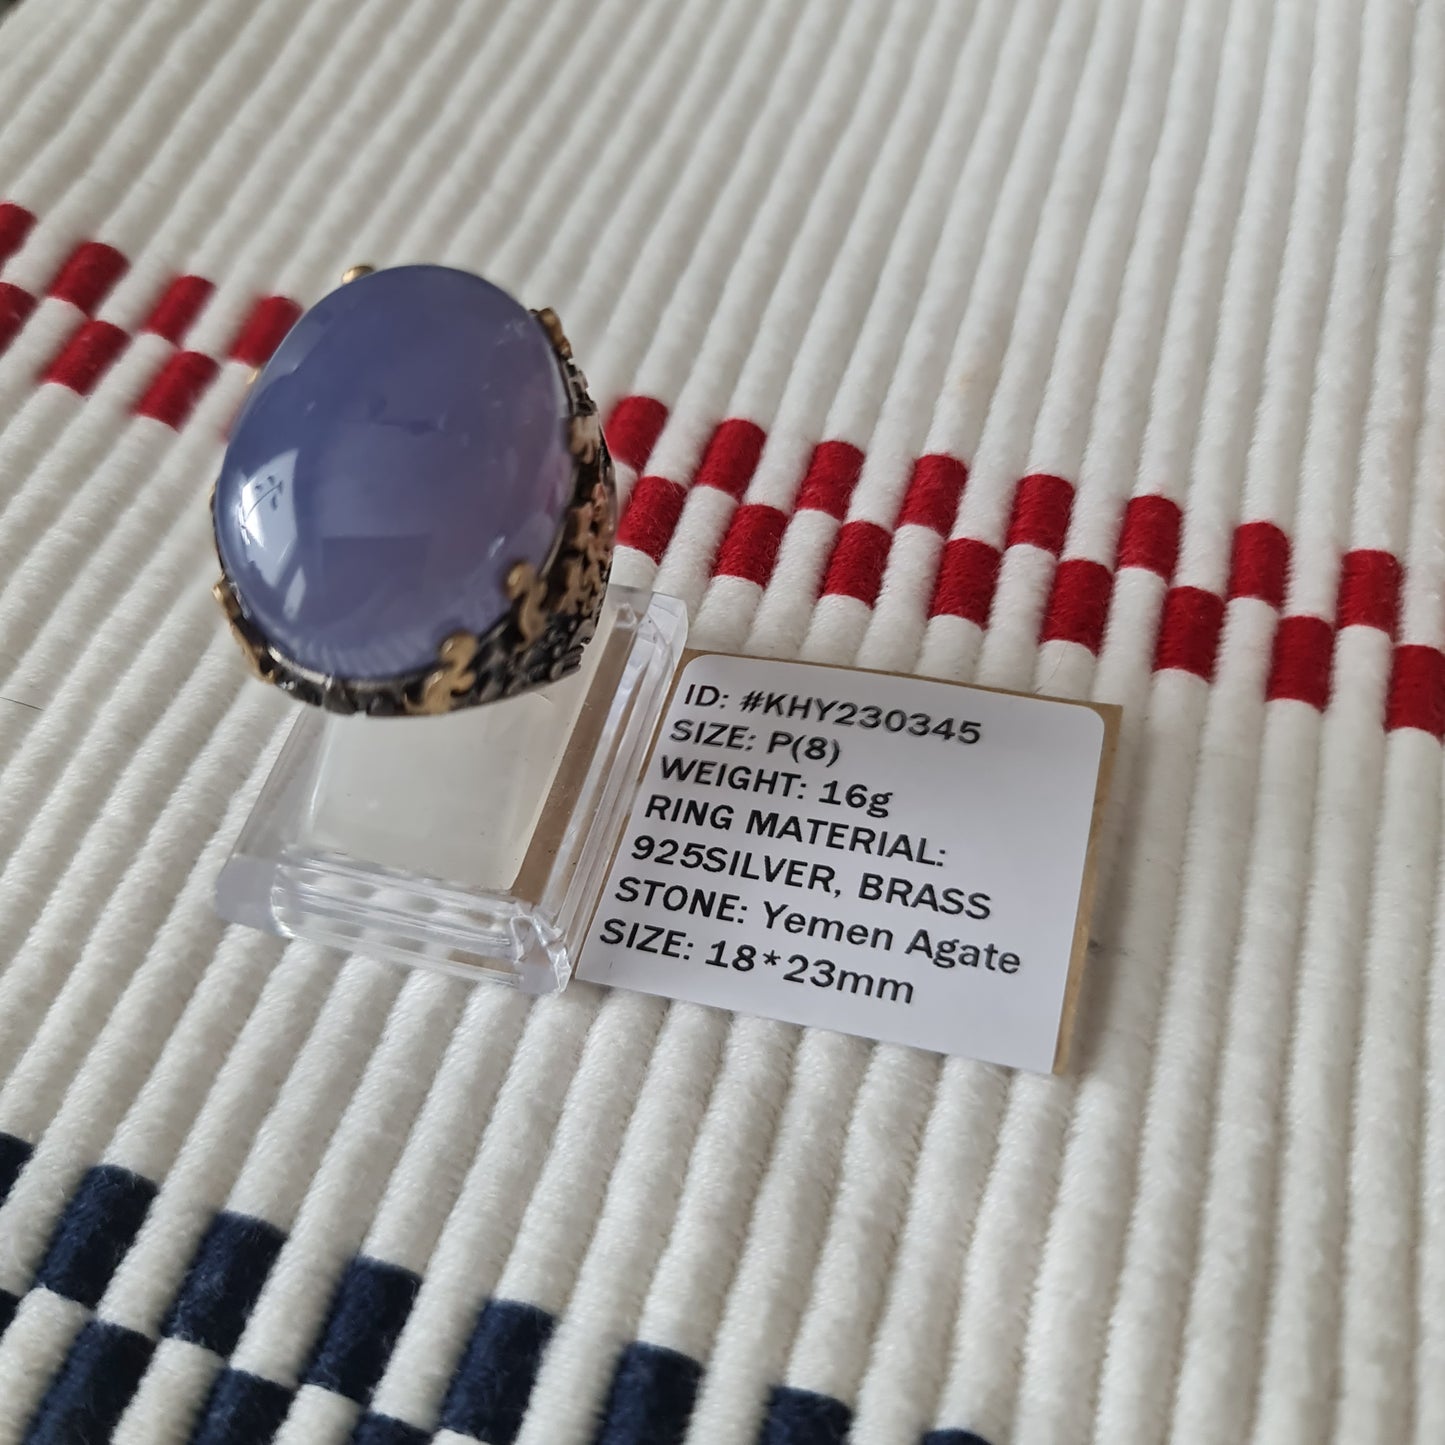 ID: #KHY230345
SIZE: P(8)
WEIGHT: 16g
RING MATERIAL:
925SILVER, BRASS
STONE: Yemen Agate
SIZE: 18*23mm